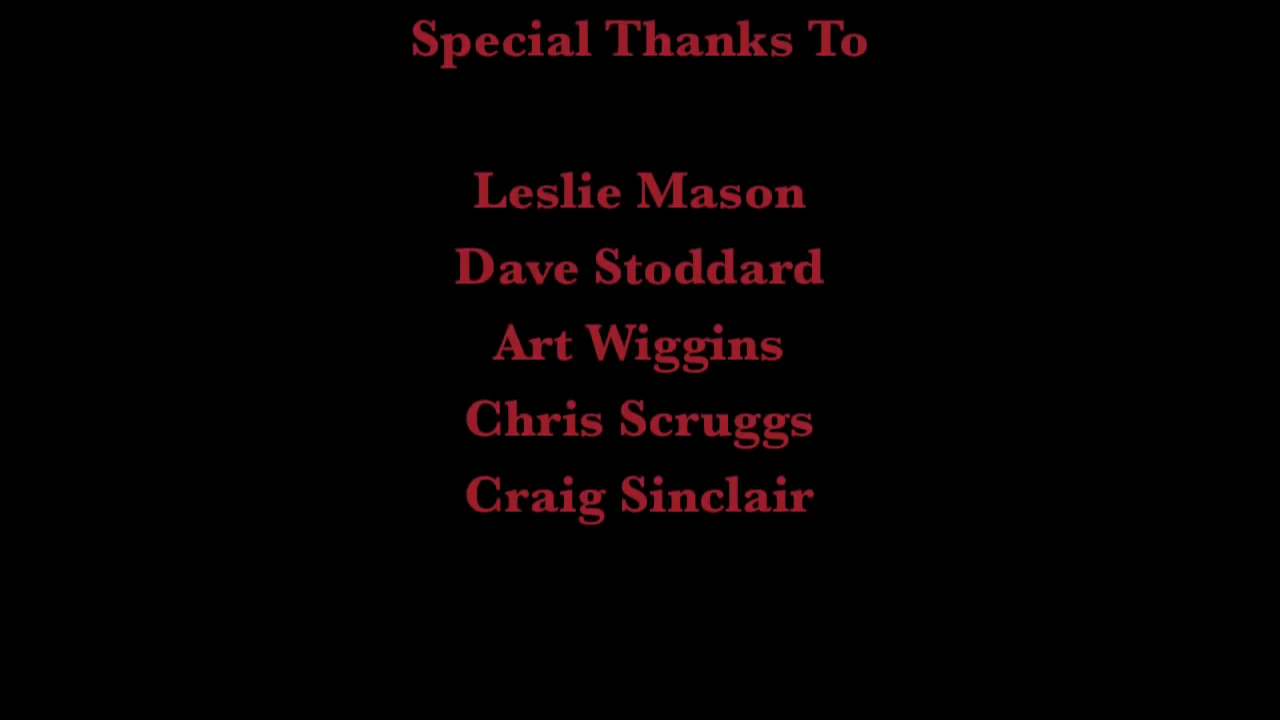 Special Thanks To
Leslie Mason
Dave Stoddard
Art Wiggins
Chris Scruggs
Craig Sinclair